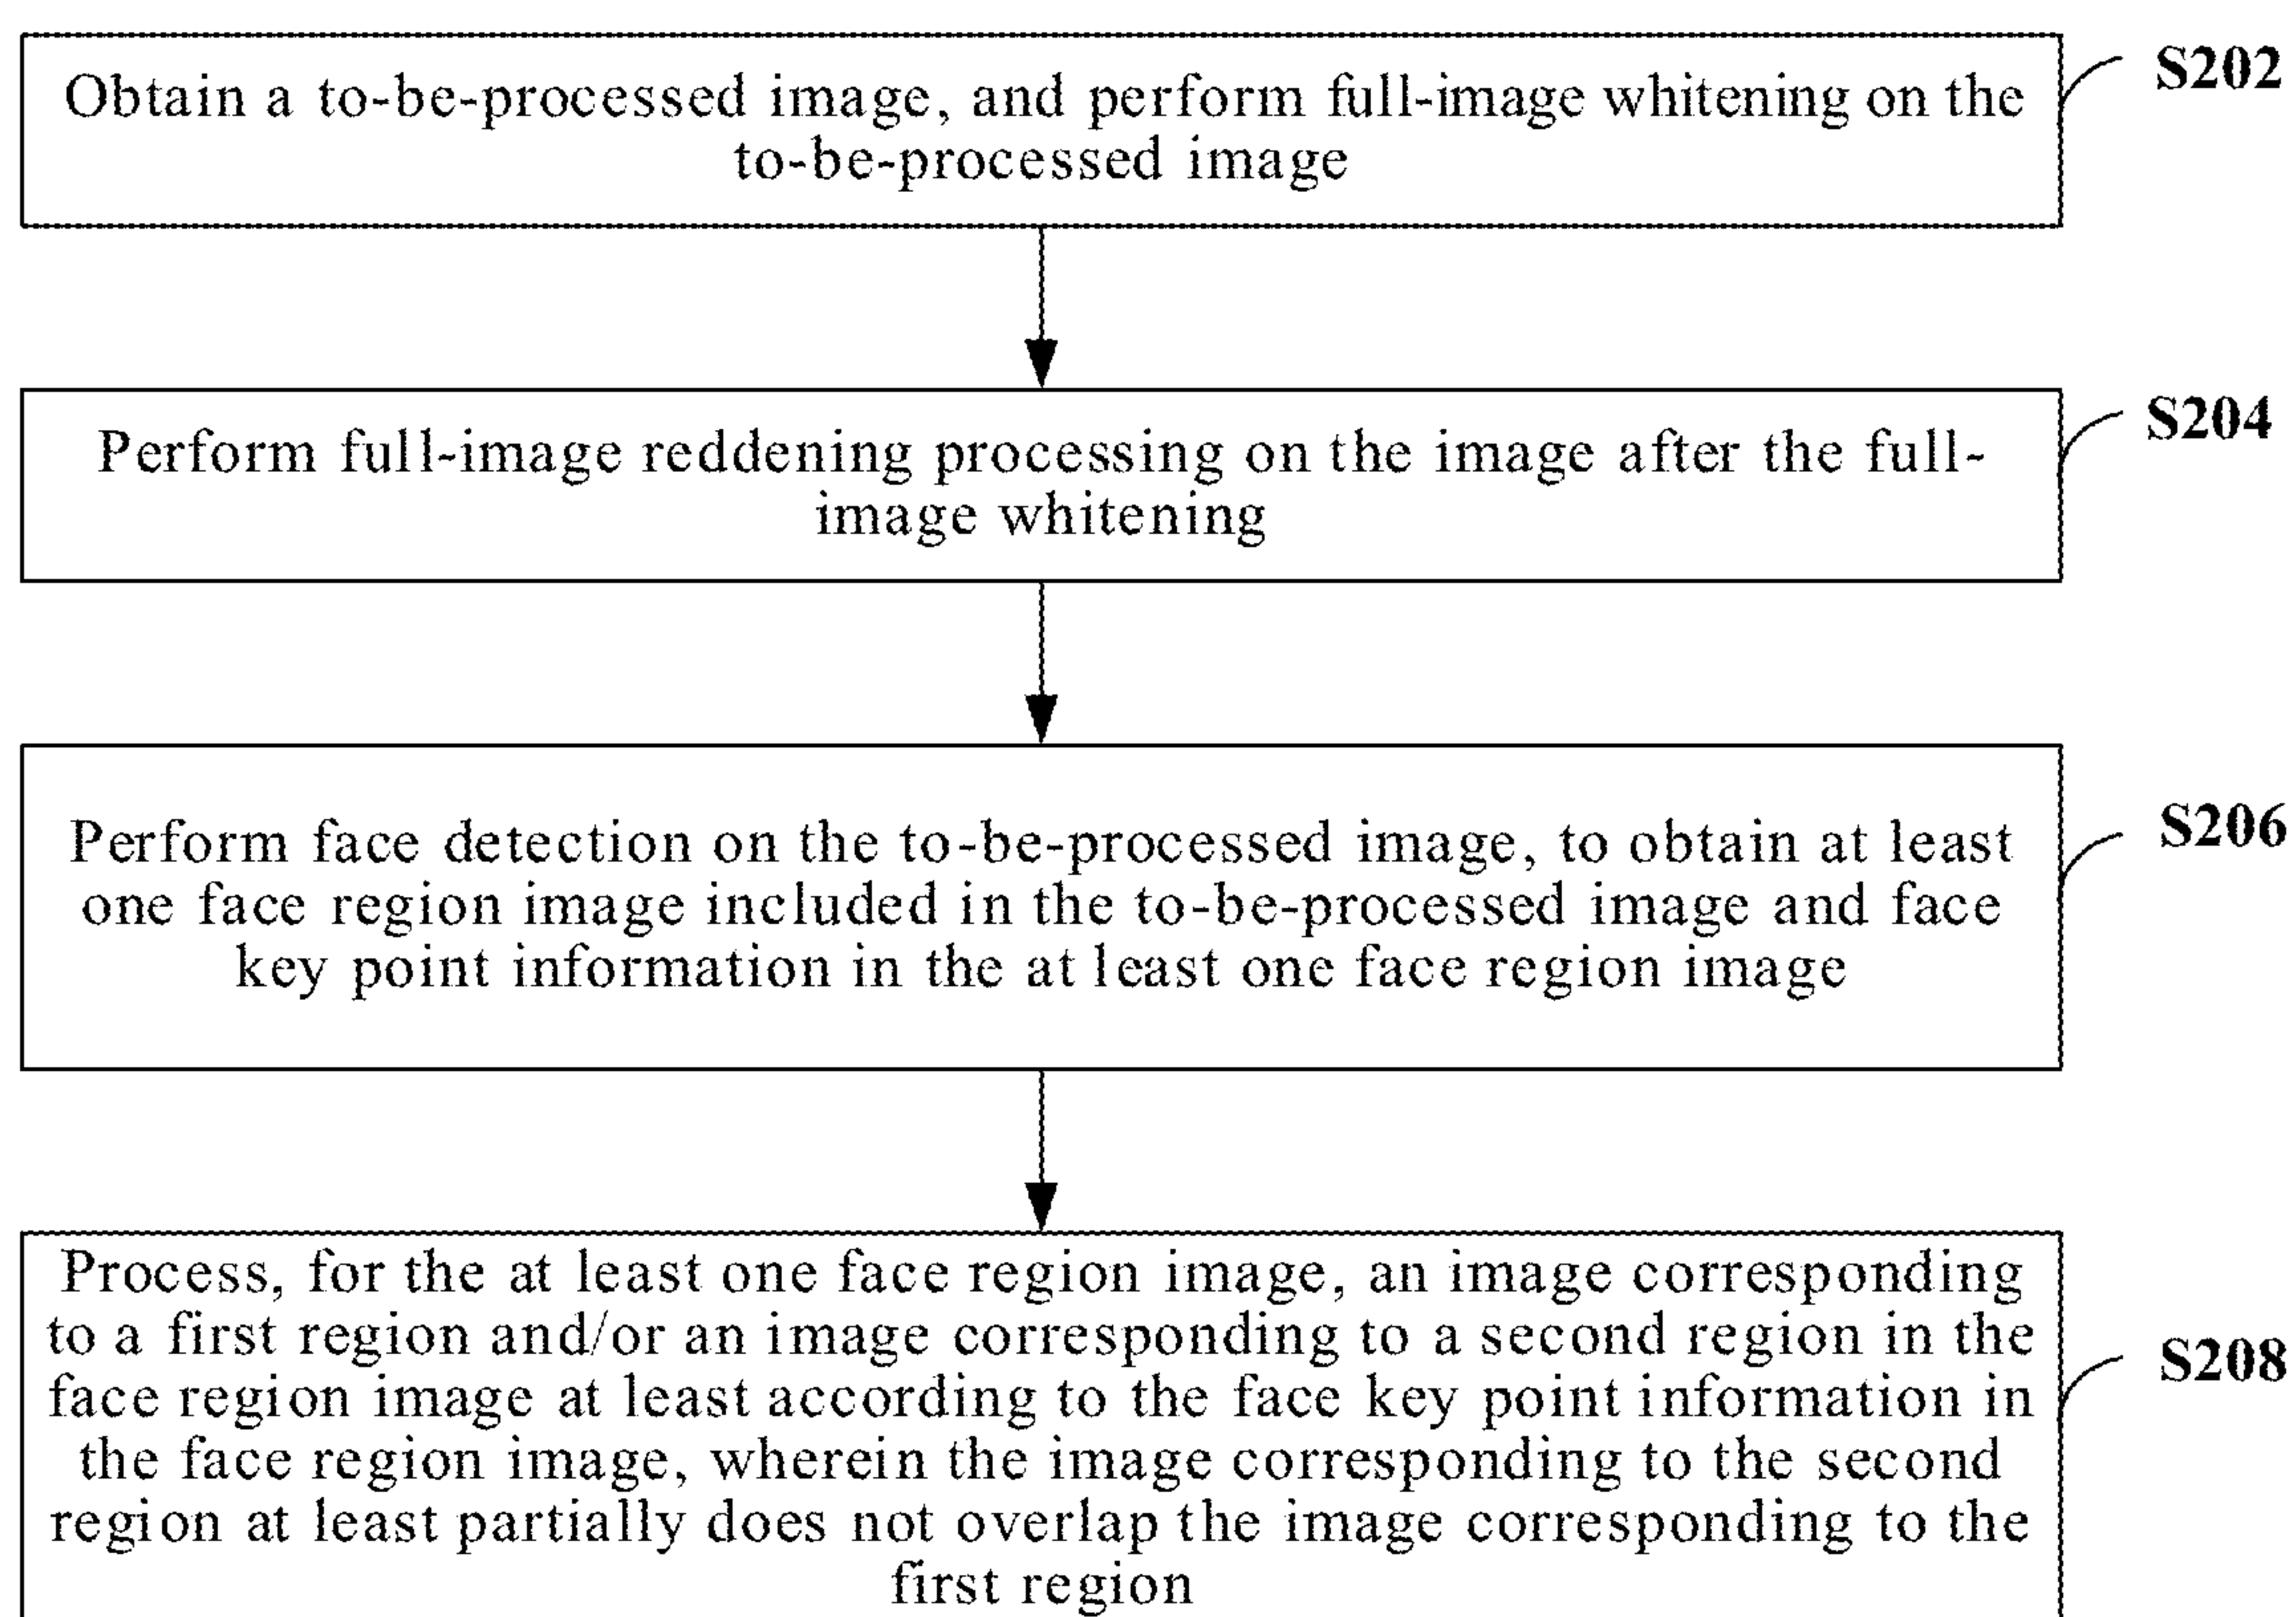 Obtain a to-be-processed image, and perform full-image whitening on the
to-be-processed image
S202
Perform full-image reddening processing on the image after the full-
image whitening
S204
Perform face detection on the to-be-processed image, to obtain at least
one face region image included in the to-be-processed image and face
key point information in the at least one face region image
S206
Process, for the at least one face region image, an image corresponding
to a first region and/or an image corresponding to a second region in the
face region image at least according to the face key point information in
the face region image, wherein the image corresponding to the second
region at least partially does not overlap the image corresponding to the
first region
S208